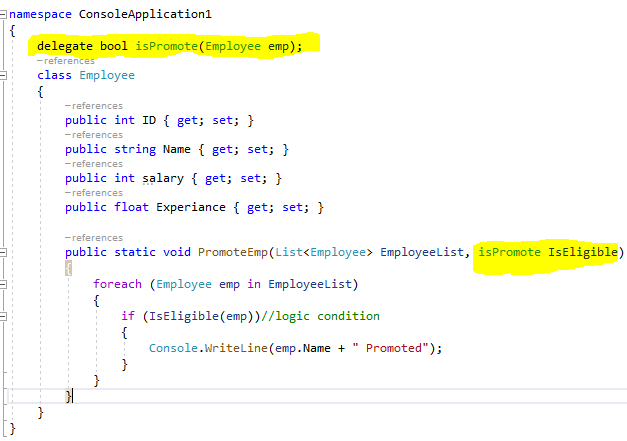 namespace ConsoleApplication1
{
delegate bool isPromote(Employee emp);
-references
class Employee
{
-references
public int ID { get; set; }
-references
public string Name { get; set; }
-references
public int salary { get; set; }
-references
public float Experiance { get; set; }
-references
public static void PromoteEmp(List<Employee> EmployeeList, isPromote IsEligible)
{
foreach (Employee emp in EmployeeList)
{
if (IsEligible(emp))//logic condition
{
Console.WriteLine(emp.Name + " Promoted");
}
}
}
}
}